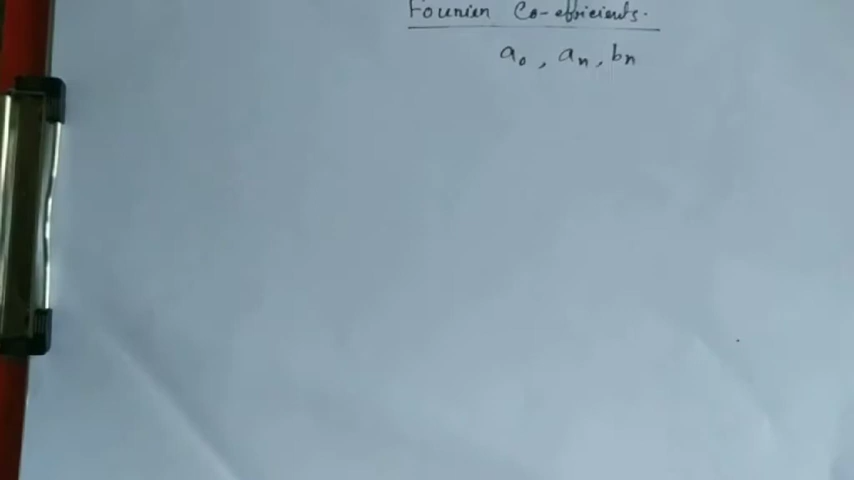 Fourier Co-efficients.
a₀, aₙ, bₙ